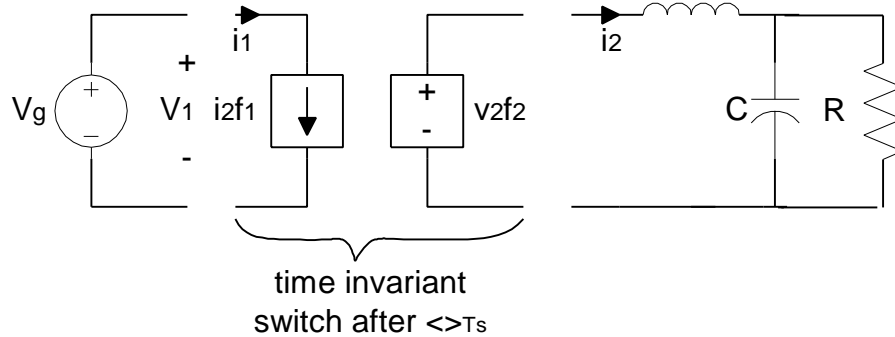 i1
i2
+
+
+
Vg
V1
i2f1
v2f2
C
R
-
-
-
time invariant
switch after <>Ts